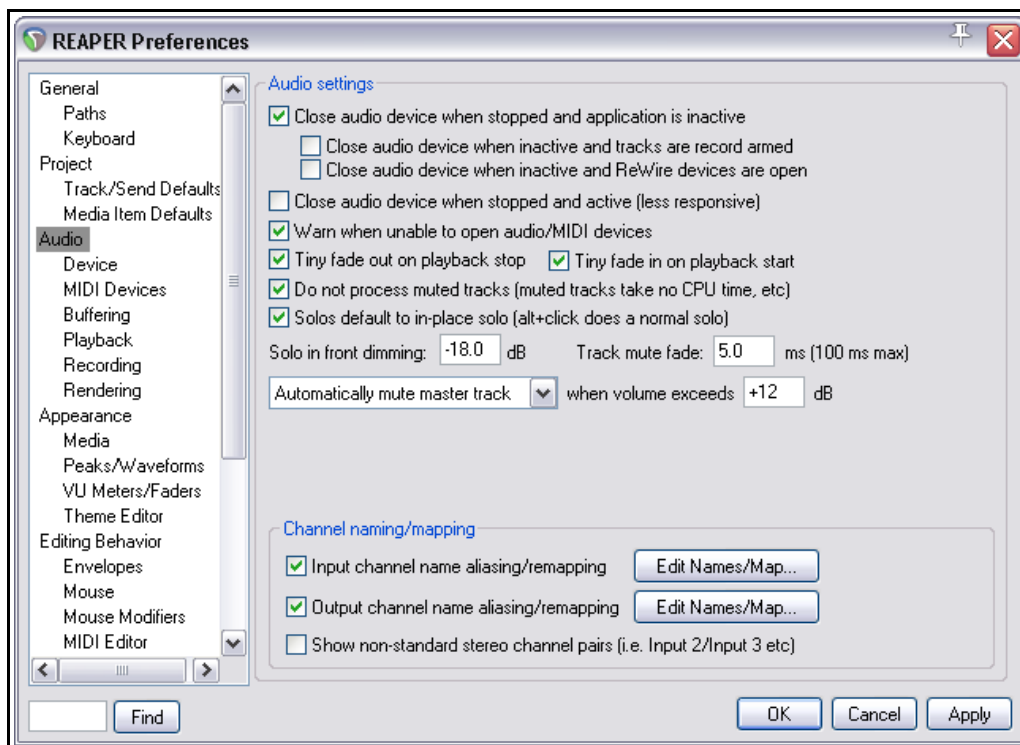 REAPER Preferences
General
Paths
Keyboard
Project
Track/Send Defaults
Media Item Defaults
Audio
Device
MIDI Devices
Buffering
Playback
Recording
Rendering
Appearance
Media
Peaks/Waveforms
VU Meters/Faders
Theme Editor
Editing Behavior
Envelopes
Mouse
Mouse Modifiers
MIDI Editor
Find
Audio settings
Close audio device when stopped and application is inactive
Close audio device when inactive and tracks are record armed
Close audio device when inactive and ReWire devices are open
Close audio device when stopped and active (less responsive)
Warn when unable to open audio/MIDI devices
Tiny fade out on playback stop Tiny fade in on playback start
Do not process muted tracks (muted tracks take no CPU time, etc)
Solos default to in-place solo (alt+click does a normal solo)
Solo in front dimming: -18.0 dB Track mute fade: 5.0 ms (100 ms max)
Automatically mute master track when volume exceeds +12 dB
Channel naming/mapping
Input channel name aliasing/remapping Edit Names/Map...
Output channel name aliasing/remapping Edit Names/Map...
Show non-standard stereo channel pairs (i.e. Input 2/Input 3 etc)
OK Cancel Apply